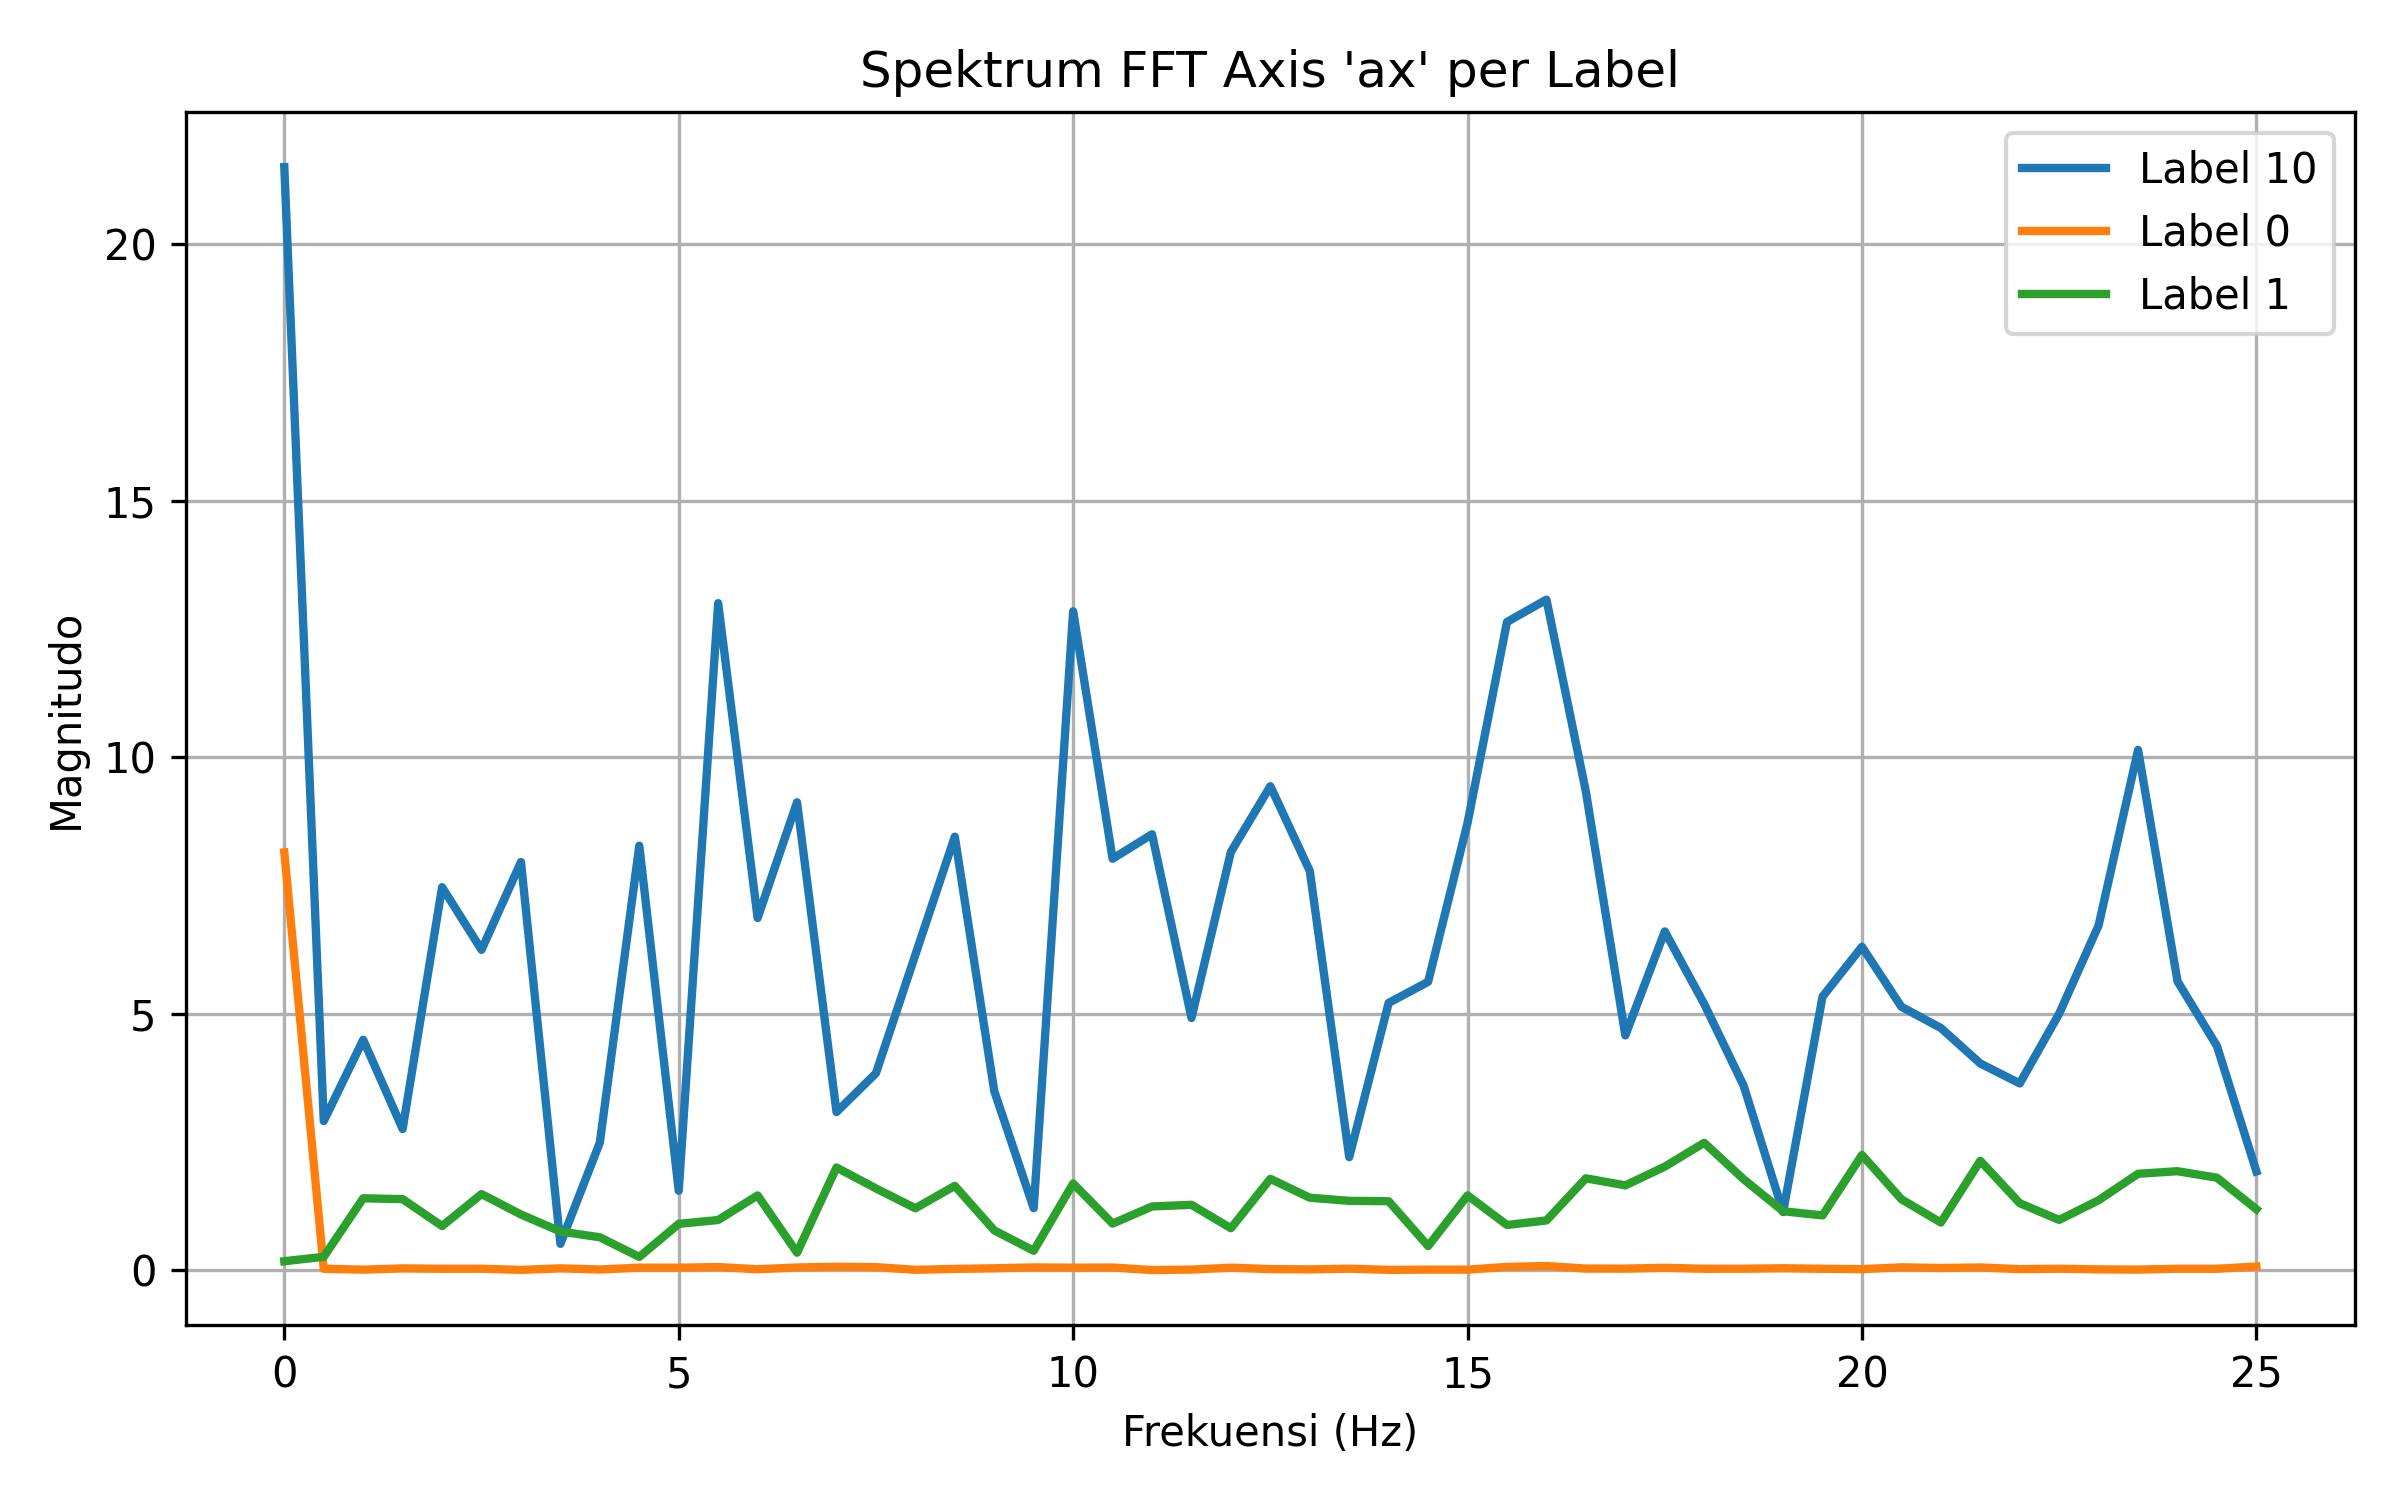 Spektrum FFT Axis 'ax' per Label
Label 10
Label 0
Label 1
Magnitudo
20
15
10
5
0
0 5 10 15 20 25
Frekuensi (Hz)